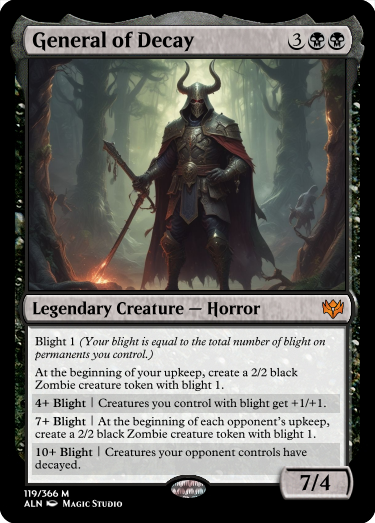 General of Decay 3
Legendary Creature — Horror
Blight 1 (Your blight is equal to the total number of blight on
permanents you control.)
At the beginning of your upkeep, create a 2/2 black
Zombie creature token with blight 1.
4+ Blight | Creatures you control with blight get +1/+1.
7+ Blight | At the beginning of each opponent's upkeep,
create a 2/2 black Zombie creature token with blight 1.
10+ Blight | Creatures your opponent controls have
decayed.
7/4
119/366 M
ALN Magic Studio